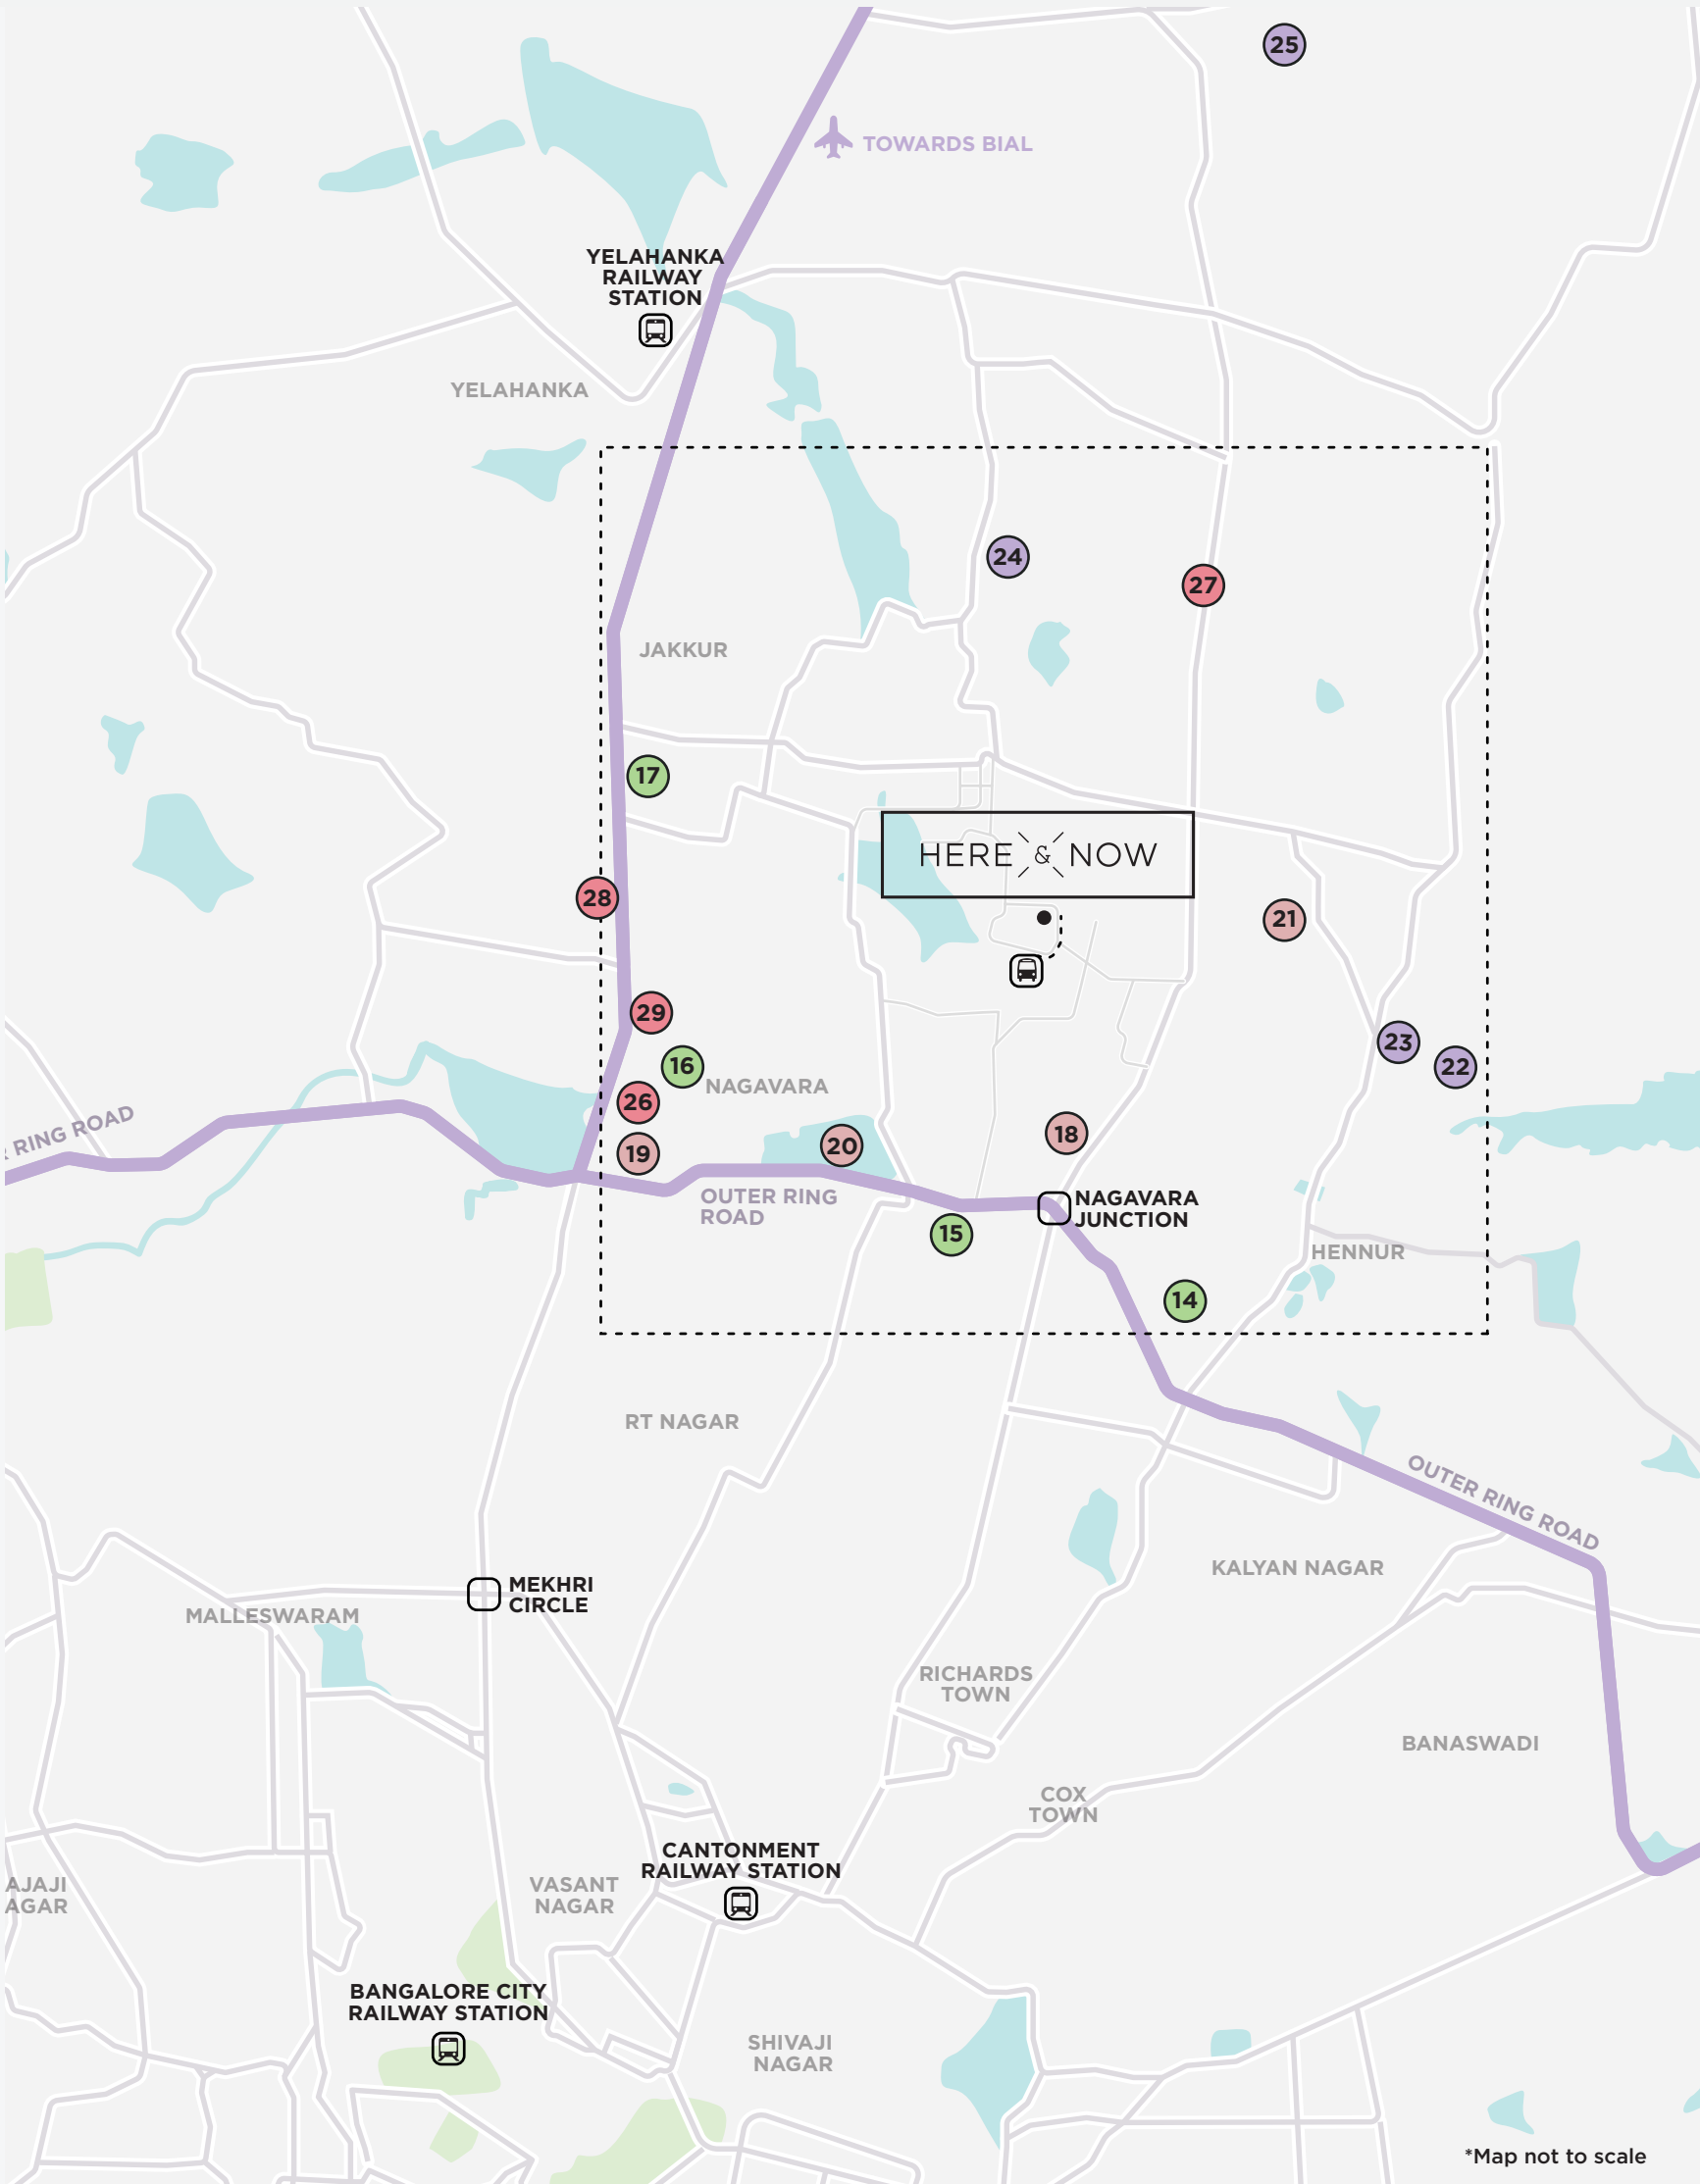 25
TOWARDS BIAL
YELAHANKA
RAILWAY
STATION
YELAHANKA
24
27
JAKKUR
17
HERE & NOW
28
21
29
23
16
22
NAGAVARA
26
RING ROAD
18
20
19
OUTER RING
ROAD
NAGAVARA
JUNCTION
15
HENNUR
14
RT NAGAR
OUTER RING ROAD
KALYAN NAGAR
MEKHRI
CIRCLE
MALLESWARAM
RICHARDS
TOWN
BANASWADI
COX
TOWN
CANTONMENT
RAILWAY STATION
AJAJI
AGAR
VASANT
NAGAR
BANGALORE CITY
RAILWAY STATION
SHIVAJI
NAGAR
*Map not to scale